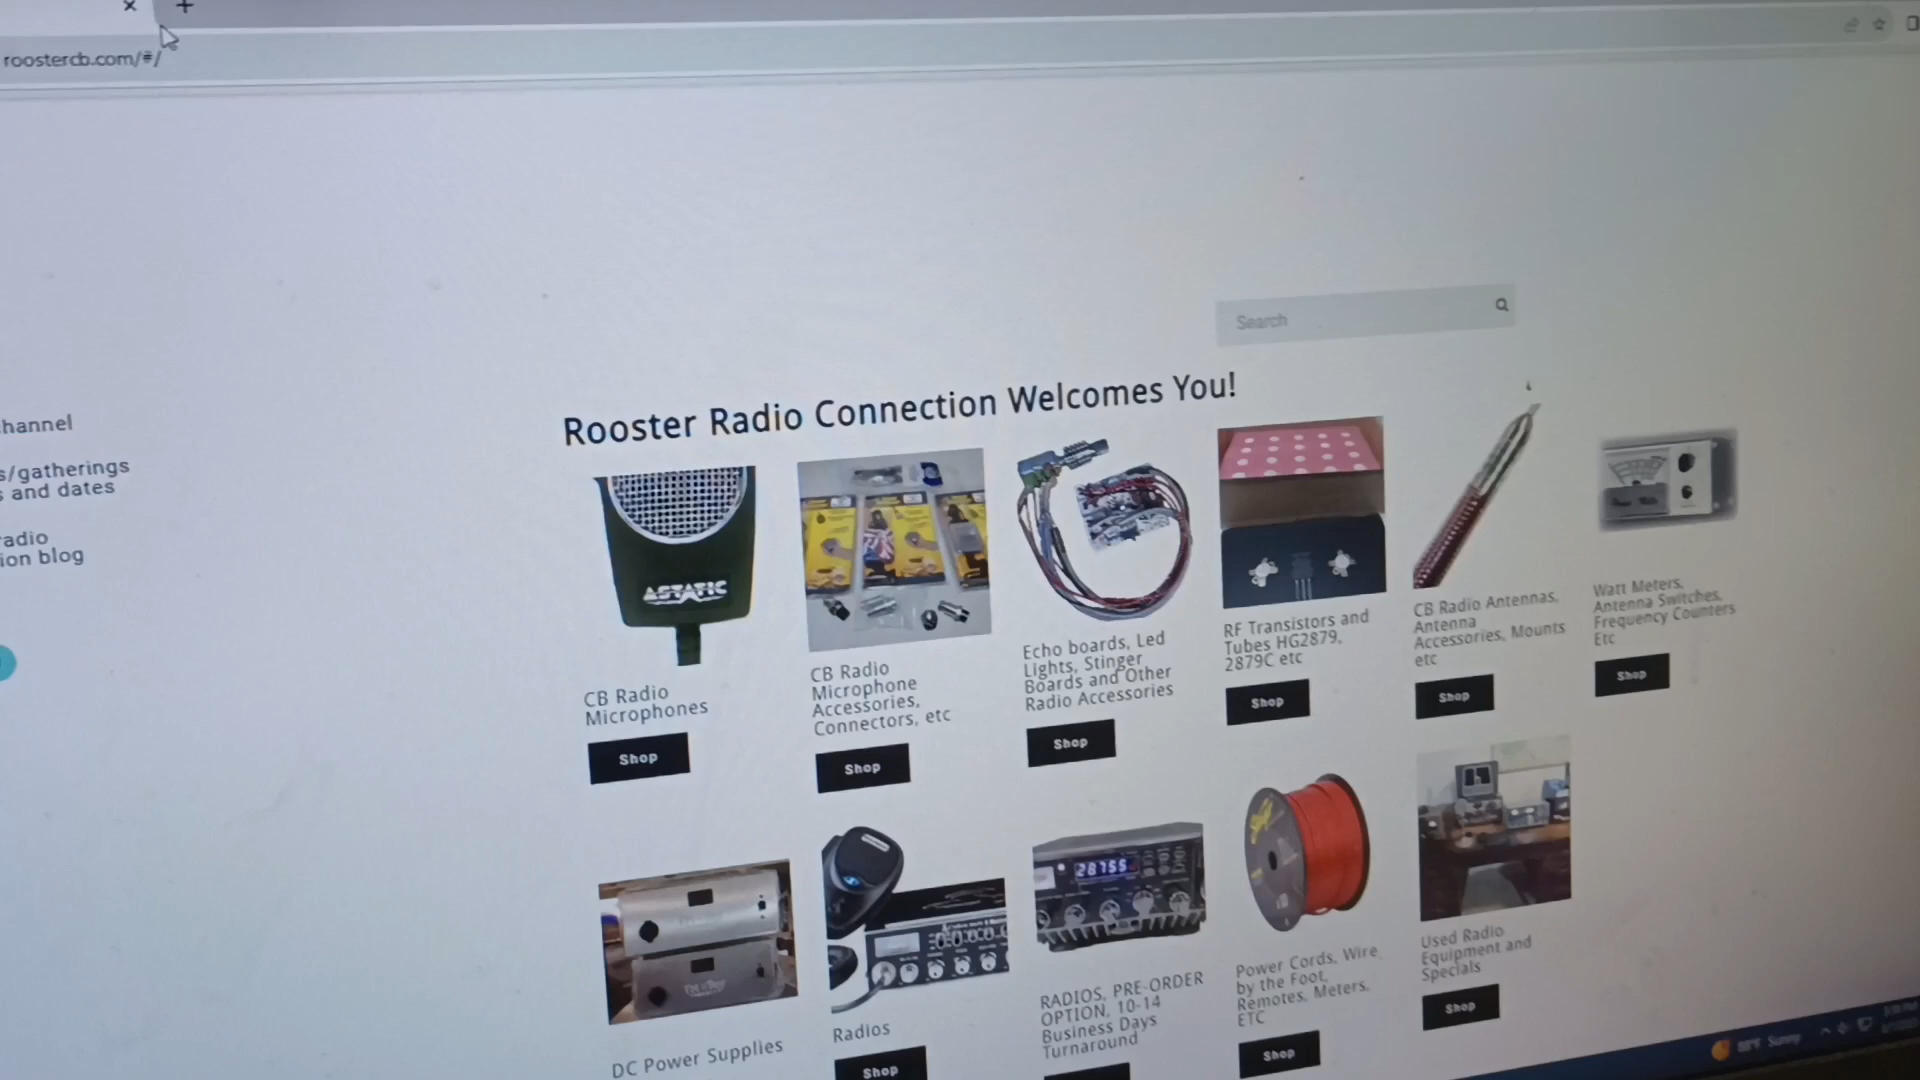 roostercb.com/#/
Search
Rooster Radio Connection Welcomes You!
hannel
s/gatherings
s and dates
adio
ion blog
ASTATIC
CB Radio
Microphones
Shop
CB Radio
Microphone
Accessories,
Connectors, etc
Shop
Echo boards, Led
Lights, Stinger
Boards and Other
Radio Accessories
Shop
RF Transistors and
Tubes HG2879,
2879C etc
Shop
CB Radio Antennas,
Antenna
Accessories, Mounts
etc
Shop
Watt Meters,
Antenna Switches,
Frequency Counters
Etc
Shop
DC Power Supplies
Radios
Shop
28755
RADIOS, PRE-ORDER
OPTION, 10-14
Business Days
Turnaround
Power Cords, Wire
by the Foot,
Remotes, Meters,
ETC
Shop
Used Radio
Equipment and
Specials
Shop
Sunny